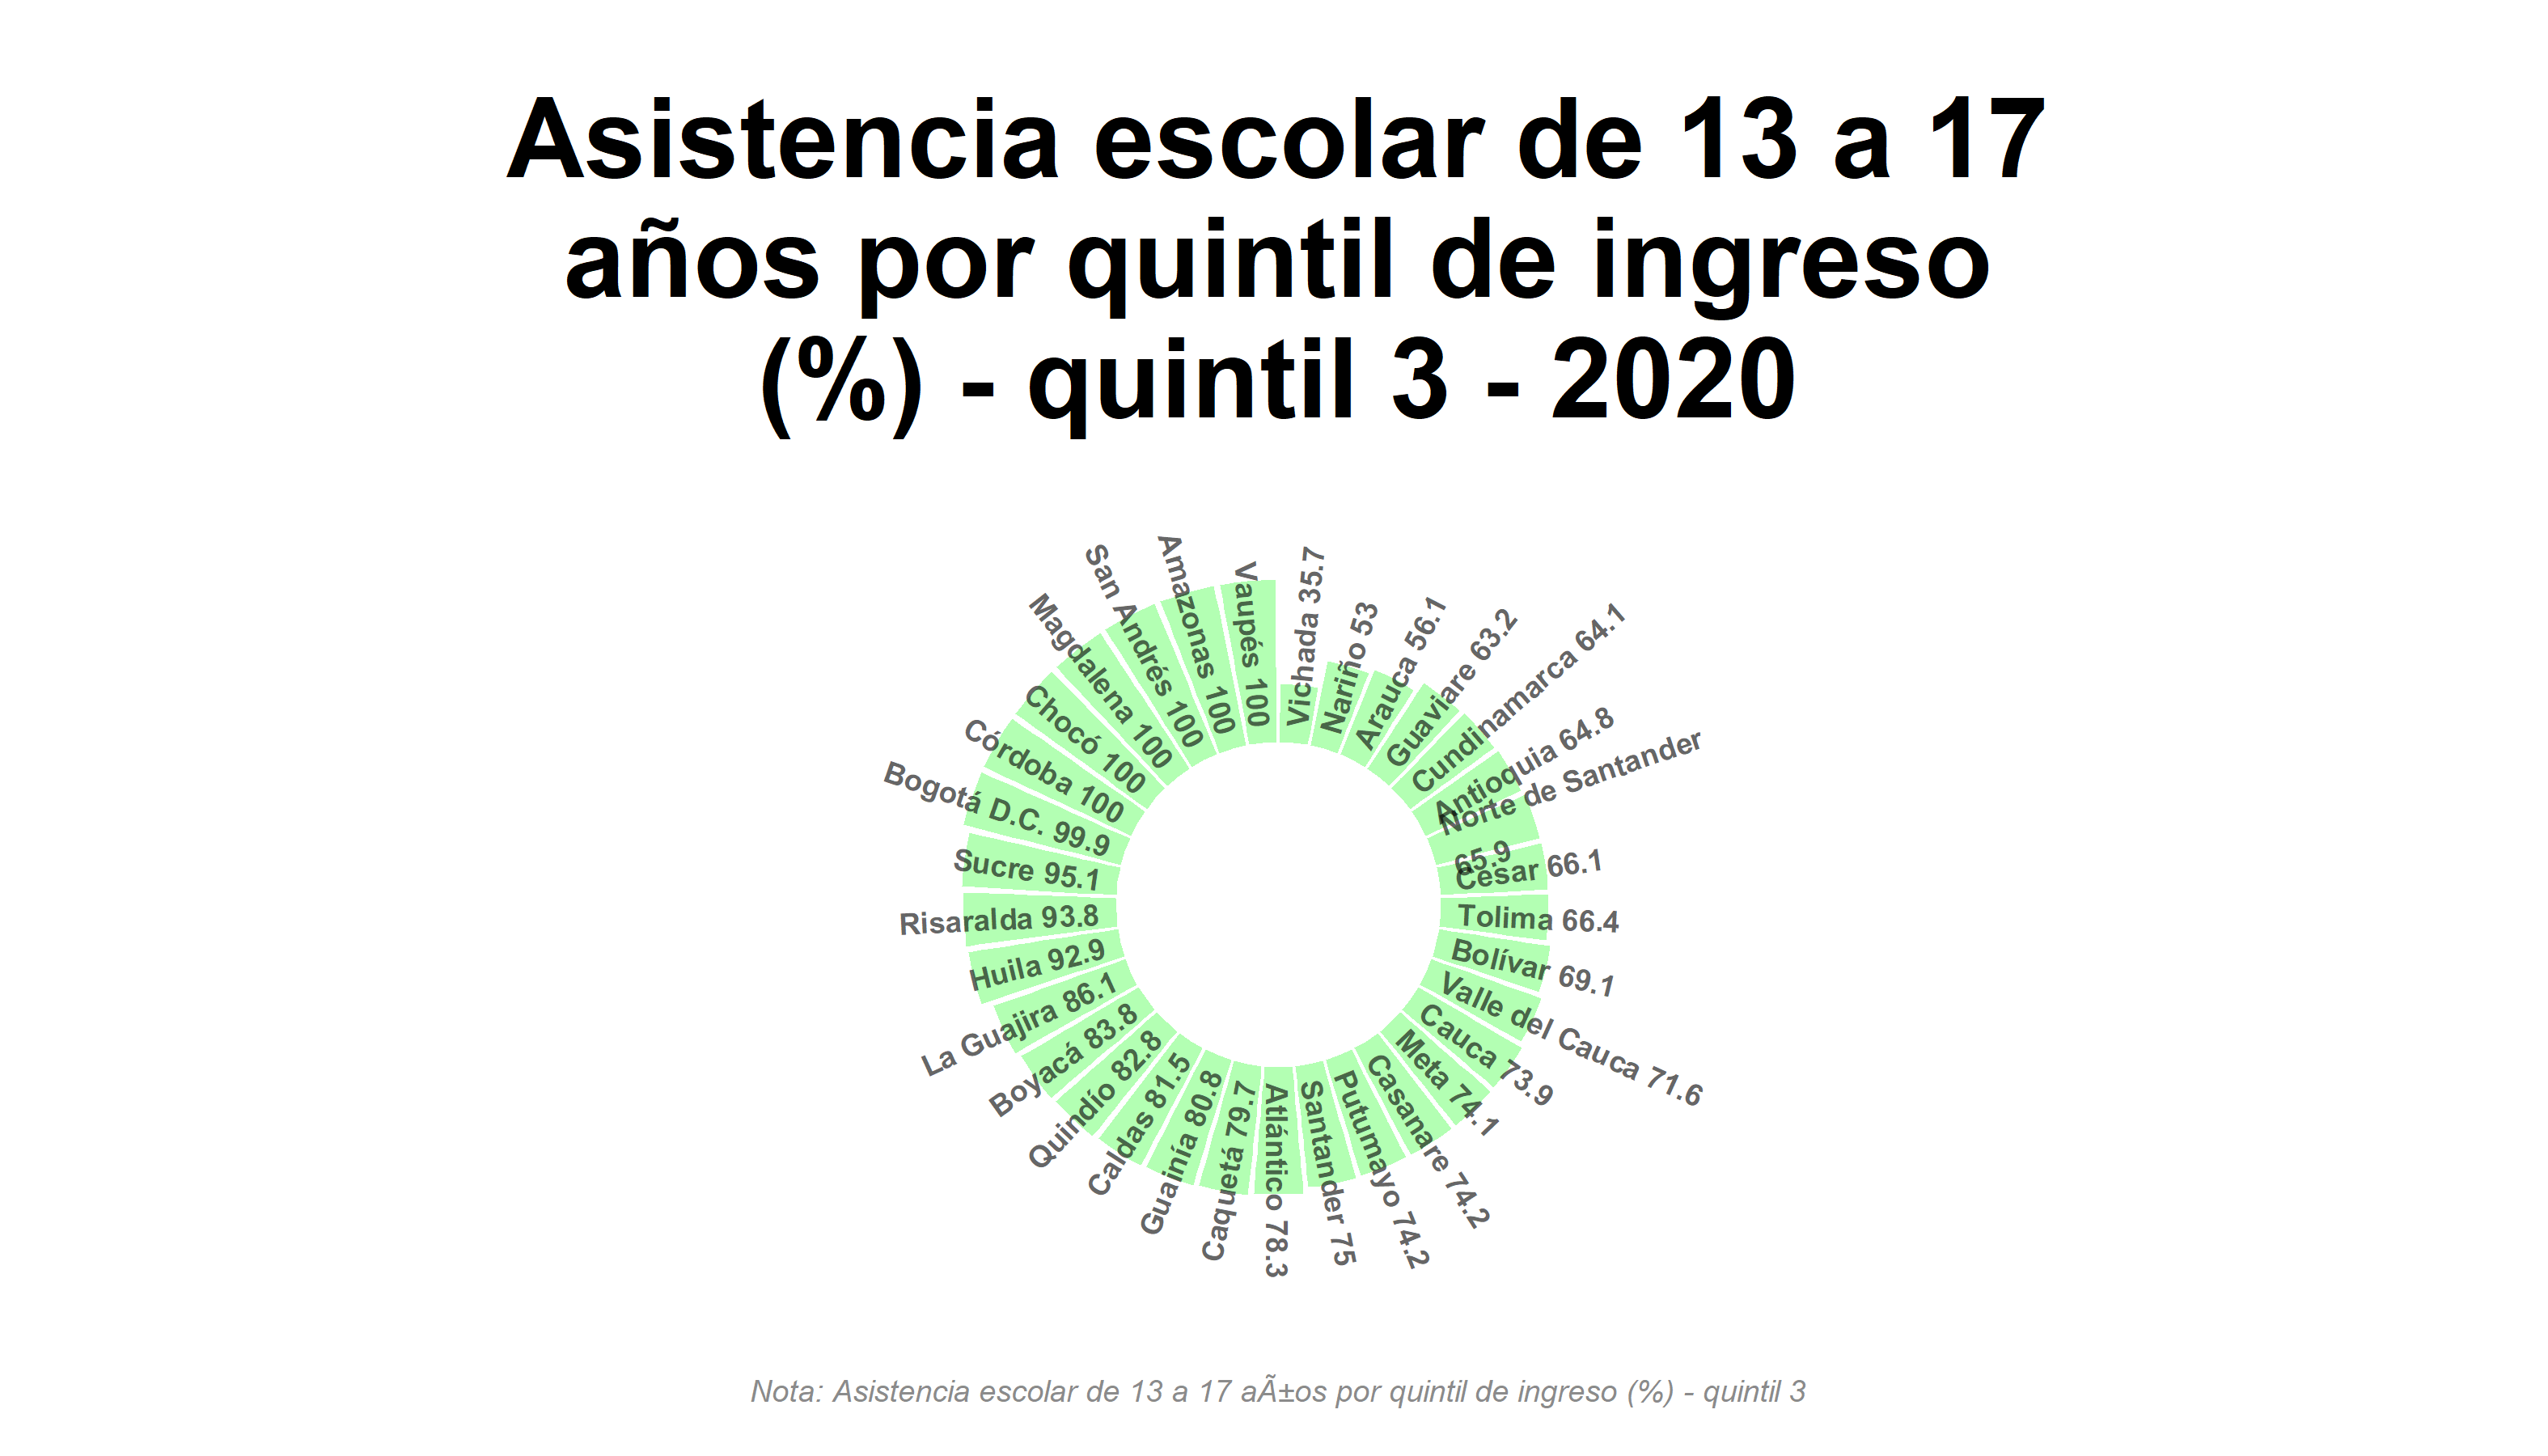 Asistencia escolar de 13 a 17
años por quintil de ingreso
(%) - quintil 3 - 2020
Vichada 35.7
Nariño 53
Arauca 56.1
Guaviare 63.2
Cundinamarca 64.1
Antioquia 64.8
Norte de Santander
65.9
Cesar 66.1
Tolima 66.4
Bolívar 69.1
Valle del Cauca 71.6
Cauca 73.9
Meta 74.1
Casanare 74.2
Putumayo 74.2
Santander 75
Atlántico 78.3
Caquetá 79.7
Guainía 80.8
Caldas 81.5
Quindío 82.8
Boyacá 83.8
La Guajira 86.1
Huila 92.9
Risaralda 93.8
Sucre 95.1
Bogotá D.C. 99.9
Córdoba 100
Chocó 100
Magdalena 100
San Andrés 100
Amazonas 100
Vaupés 100
Nota: Asistencia escolar de 13 a 17 aÃ±os por quintil de ingreso (%) - quintil 3